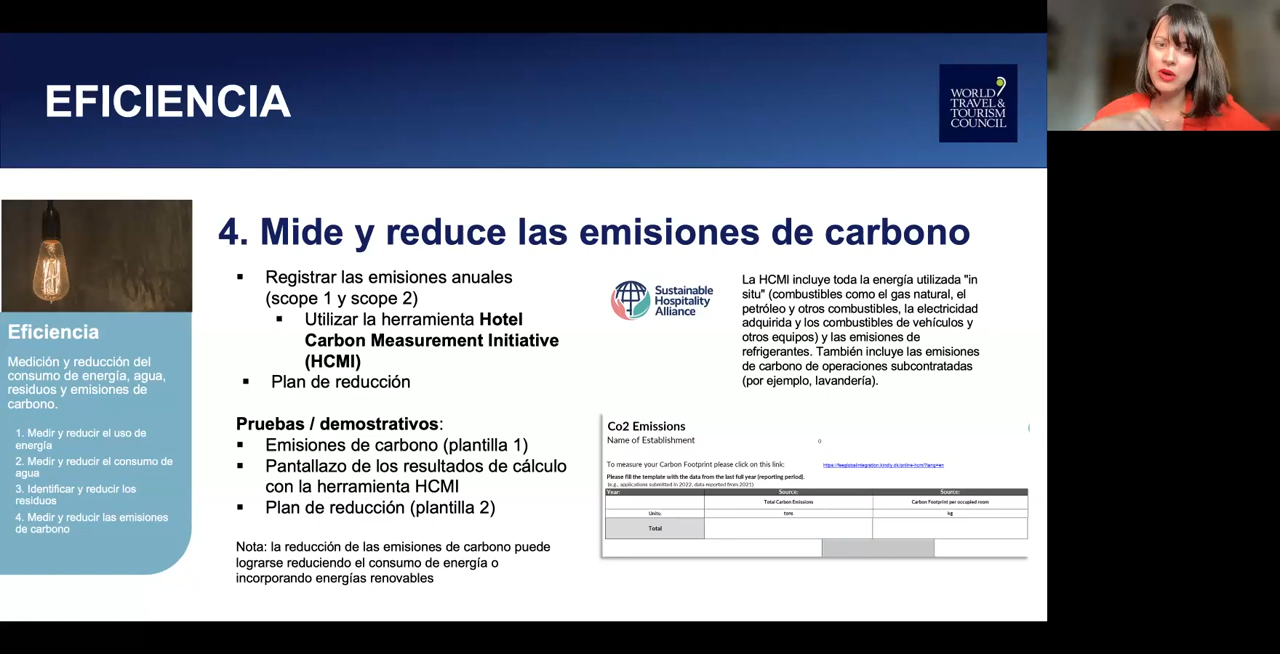 EFICIENCIA
WORLD
TRAVEL &
TOURISM
COUNCIL
Eficiencia
Medición y reducción del
consumo de energía, agua,
residuos y emisiones de
carbono.
1. Medir y reducir el uso de
energía
2. Medir y reducir el consumo de
agua
3. Identificar y reducir los
residuos
4. Medir y reducir las emisiones
de carbono
4. Mide y reduce las emisiones de carbono
▪ Registrar las emisiones anuales
(scope 1 y scope 2)
▪ Utilizar la herramienta Hotel
Carbon Measurement Initiative
(HCMI)
▪ Plan de reducción
Pruebas / demostrativos:
▪ Emisiones de carbono (plantilla 1)
▪ Pantallazo de los resultados de cálculo
con la herramienta HCMI
▪ Plan de reducción (plantilla 2)
Nota: la reducción de las emisiones de carbono puede
lograrse reduciendo el consumo de energía o
incorporando energías renovables
Sustainable
Hospitality
Alliance
La HCMI incluye toda la energía utilizada "in
situ" (combustibles como el gas natural, el
petróleo y otros combustibles, la electricidad
adquirida y los combustibles de vehículos y
otros equipos) y las emisiones de
refrigerantes. También incluye las emisiones
de carbono de operaciones subcontratadas
(por ejemplo, lavandería).
Co2 Emissions
Name of Establishment 0
To measure your Carbon Footprint please click on this link:
Please fill the template with the data from the last full year (reporting period).
(e.g., applications submitted in 2022, data reported from 2021)
Year: Source: Source:
Total Carbon Emissions Carbon Footprint per occupied room
Units: tons kg
Total